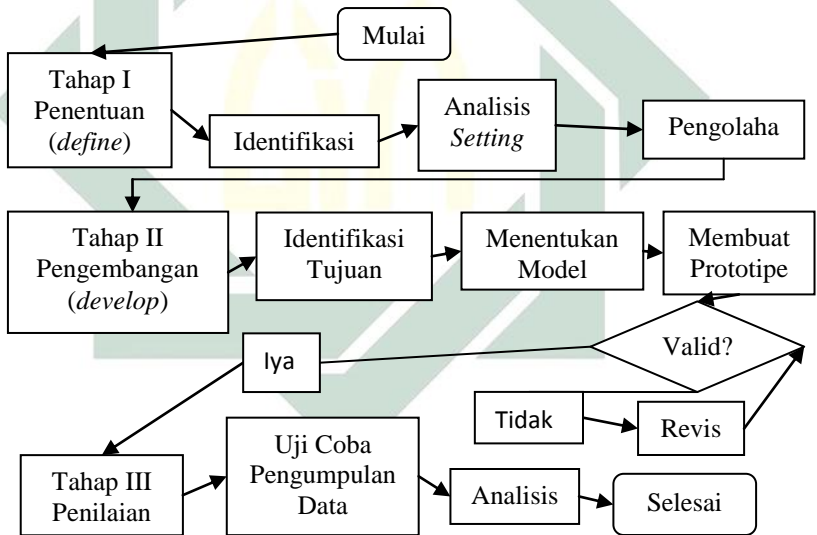 Mulai
Tahap I
Penentuan
(define)
Identifikasi
Analisis
Setting
Pengolaha
Tahap II
Pengembangan
(develop)
Identifikasi
Tujuan
Menentukan
Model
Membuat
Prototipe
Valid?
Iya
Tidak
Revis
Tahap III
Penilaian
Uji Coba
Pengumpulan
Data
Analisis
Selesai